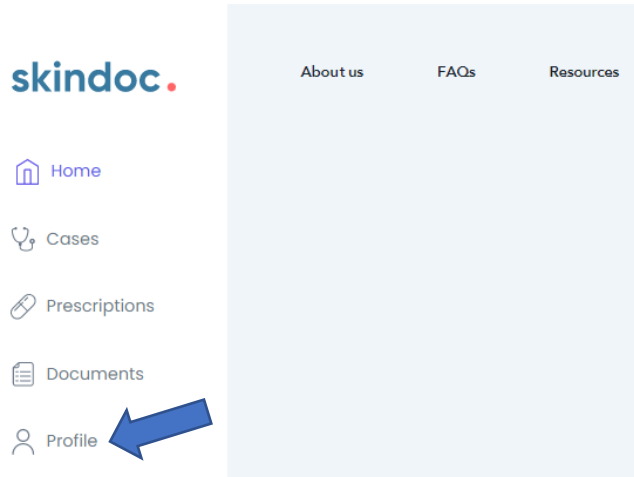 skindoc.
About us
FAQs
Resources
Home
Cases
Prescriptions
Documents
Profile